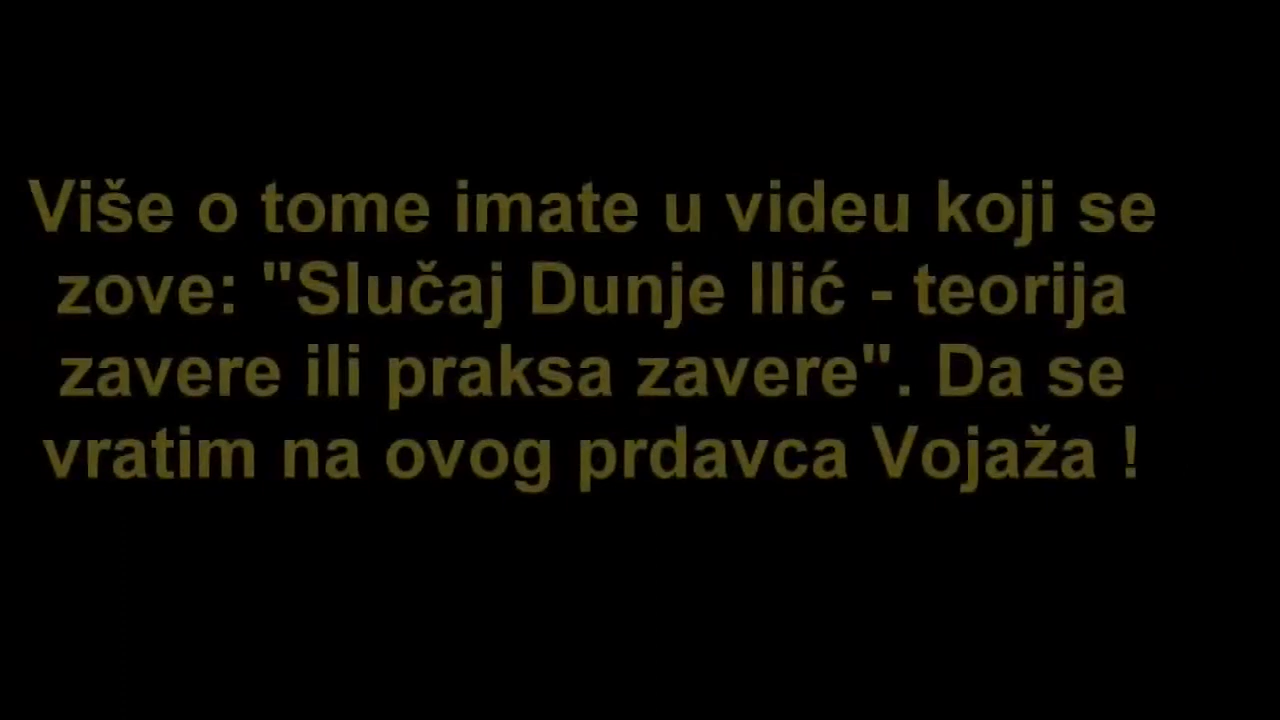 Više o tome imate u videu koji se
zove: "Slučaj Dunje Ilić - teorija
zavere ili praksa zavere". Da se
vratim na ovog prdavca Vojaža !